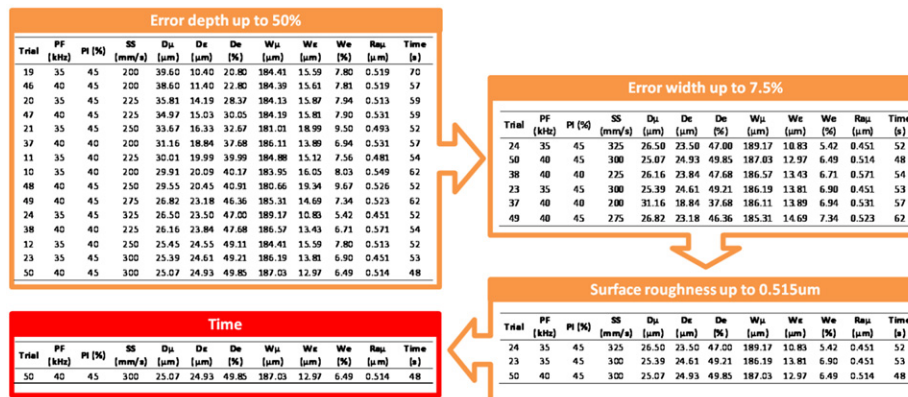 Error depth up to 50%
Trial PF (kHz) PI (%) SS (mm/s) Dμ (μm) Dε (μm) De (%) Wμ (μm) Wε (μm) We (%) Raμ (μm) Time (s)
19 35 45 200 39.60 10.40 20.80 184.41 15.59 7.80 0.519 70
46 40 45 200 38.60 11.40 22.80 184.39 15.61 7.81 0.519 57
20 35 45 225 35.81 14.19 28.37 184.13 15.87 7.94 0.513 59
47 40 45 225 34.97 15.03 30.05 184.19 15.81 7.90 0.531 59
21 35 45 250 33.67 16.33 32.67 181.01 18.99 9.50 0.493 52
37 40 40 200 31.16 18.84 37.68 186.11 13.89 6.94 0.531 57
11 35 40 225 30.01 19.99 39.99 184.88 15.12 7.56 0.481 54
10 35 40 200 29.91 20.09 40.17 183.95 16.05 8.03 0.549 62
48 40 45 250 29.55 20.45 40.91 180.66 19.34 9.67 0.526 52
49 40 45 275 26.82 23.18 46.36 185.31 14.69 7.34 0.523 62
24 35 45 325 26.50 23.50 47.00 189.17 10.83 5.42 0.451 52
38 40 40 225 26.16 23.84 47.68 186.57 13.43 6.71 0.571 54
12 35 40 250 25.45 24.55 49.11 184.41 15.59 7.80 0.513 52
23 35 45 300 25.39 24.61 49.21 186.19 13.81 6.90 0.451 53
50 40 45 300 25.07 24.93 49.85 187.03 12.97 6.49 0.514 48
Error width up to 7.5%
Trial PF (kHz) PI (%) SS (mm/s) Dμ (μm) Dε (μm) De (%) Wμ (μm) Wε (μm) We (%) Raμ (μm) Time (s)
24 35 45 325 26.50 23.50 47.00 189.17 10.83 5.42 0.451 52
50 40 45 300 25.07 24.93 49.85 187.03 12.97 6.49 0.514 48
38 40 40 225 26.16 23.84 47.68 186.57 13.43 6.71 0.571 54
23 35 45 300 25.39 24.61 49.21 186.19 13.81 6.90 0.451 53
37 40 40 200 31.16 18.84 37.68 186.11 13.89 6.94 0.531 57
49 40 45 275 26.82 23.18 46.36 185.31 14.69 7.34 0.523 62
Surface roughness up to 0.515um
Trial PF (kHz) PI (%) SS (mm/s) Dμ (μm) Dε (μm) De (%) Wμ (μm) Wε (μm) We (%) Raμ (μm) Time (s)
24 35 45 325 26.50 23.50 47.00 189.17 10.83 5.42 0.451 52
23 35 45 300 25.39 24.61 49.21 186.19 13.81 6.90 0.451 53
50 40 45 300 25.07 24.93 49.85 187.03 12.97 6.49 0.514 48
Time
Trial PF (kHz) PI (%) SS (mm/s) Dμ (μm) Dε (μm) De (%) Wμ (μm) Wε (μm) We (%) Raμ (μm) Time (s)
50 40 45 300 25.07 24.93 49.85 187.03 12.97 6.49 0.514 48